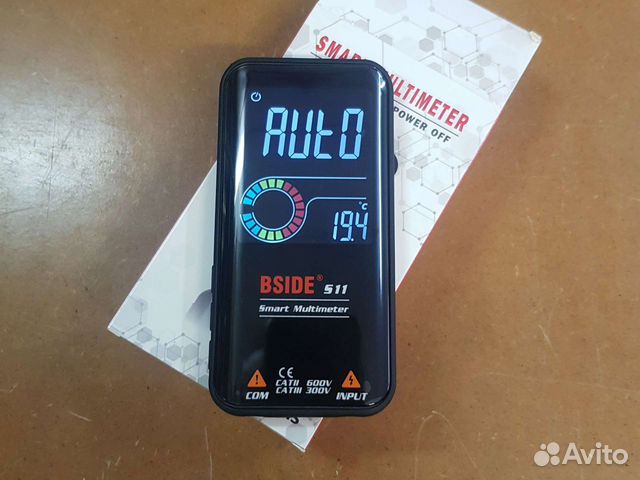 SMART MULTIMETER
POWER OFF
AUtO
°C
19.4
BSIDE® S11
Smart Multimeter
CE
CATII 600V
CATIII 300V
COM
INPUT
Avito